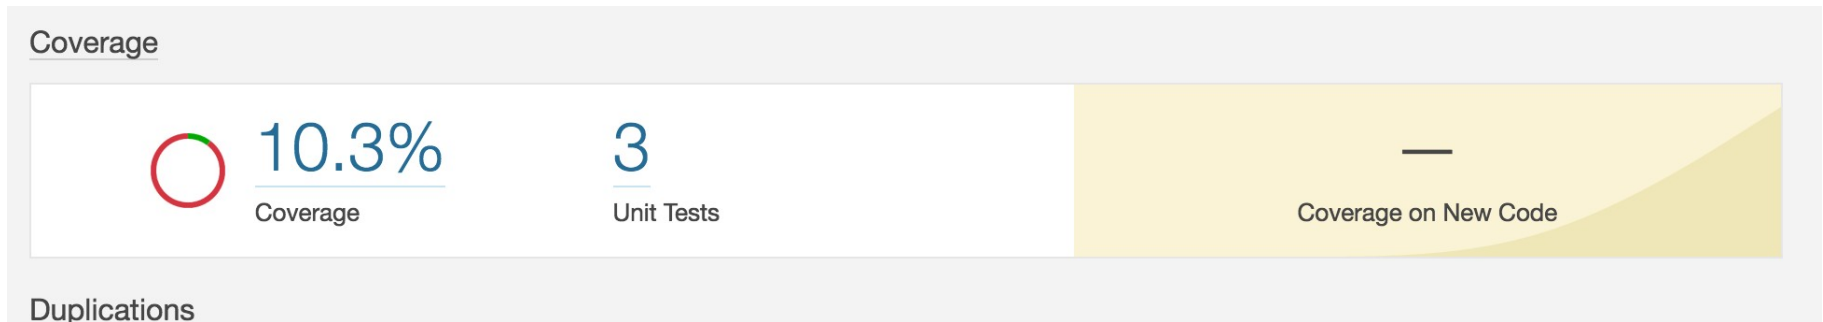 Coverage
10.3%
Coverage
3
Unit Tests
—
Coverage on New Code
Duplications